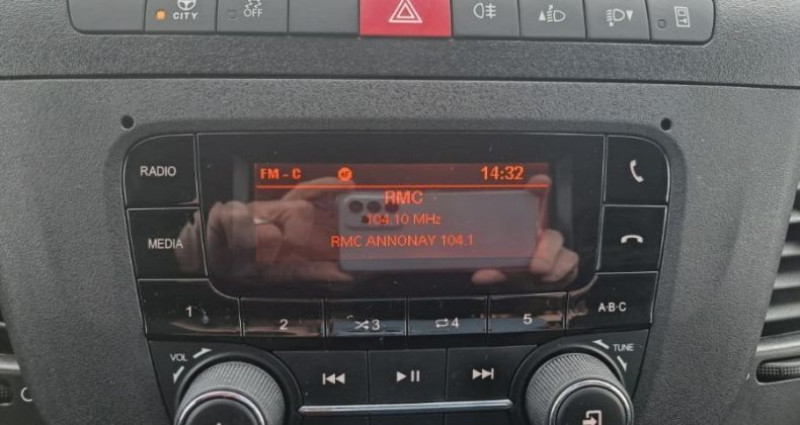 CITY
OFF
RADIO
MEDIA
FM - C
AF
14:32
RMC
104.10 MHz
RMC ANNONAY 104.1
1
2
3
4
5
A·B·C
VOL
TUNE